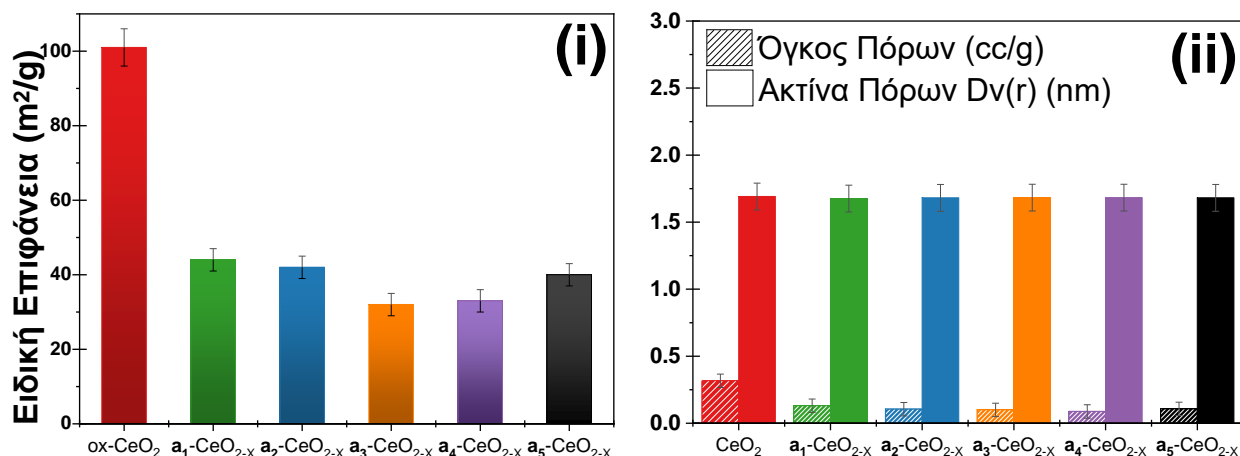 (i)
Ειδική Επιφάνεια (m²/g)
100
80
60
40
20
0
ox-CeO₂ a₁-CeO₂₋ₓ a₂-CeO₂₋ₓ a₃-CeO₂₋ₓ a₄-CeO₂₋ₓ a₅-CeO₂₋ₓ
(ii)
Όγκος Πόρων (cc/g)
Ακτίνα Πόρων Dv(r) (nm)
3.0
2.5
2.0
1.5
1.0
0.5
0.0
CeO₂ a₁-CeO₂₋ₓ a₂-CeO₂₋ₓ a₃-CeO₂₋ₓ a₄-CeO₂₋ₓ a₅-CeO₂₋ₓ